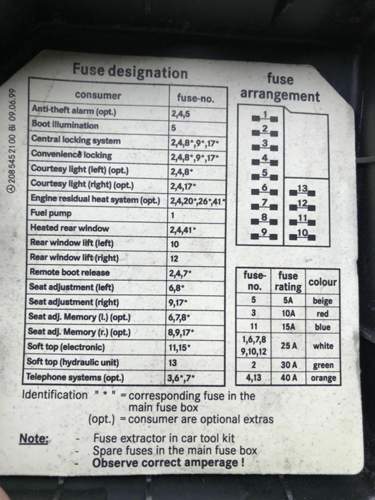 Fuse designation
consumer fuse-no.
Anti-theft alarm (opt.) 2,4,5
Boot illumination 5
Central locking system 2,4,8*,9*,17*
Convenience locking 2,4,8*,9*,17*
Courtesy light (left) (opt.) 2,4,8*
Courtesy light (right) (opt.) 2,4,17*
Engine residual heat system (opt.) 2,4,20*,26*,41*
Fuel pump 1
Heated rear window 2,4,41*
Rear window lift (left) 10
Rear window lift (right) 12
Remote boot release 2,4,7*
Seat adjustment (left) 6,8*
Seat adjustment (right) 9,17*
Seat adj. Memory (l.) (opt.) 6,7,8*
Seat adj. Memory (r.) (opt.) 8,9,17*
Soft top (electronic) 11,15*
Soft top (hydraulic unit) 13
Telephone systems (opt.) 3,6*,7*
fuse
arrangement
1
2
3
4
5
6 13
7 12
8 11
9 10
fuse-no. fuse rating colour
5 5A beige
3 10A red
11 15A blue
1,6,7,8 9,10,12 25 A white
2 30 A green
4,13 40 A orange
Identification " * " = corresponding fuse in the
main fuse box
(opt.) = consumer are optional extras
Note: - Fuse extractor in car tool kit
- Spare fuses in the main fuse box
- Observe correct amperage !
208 545 21 00 BI 09.06.99